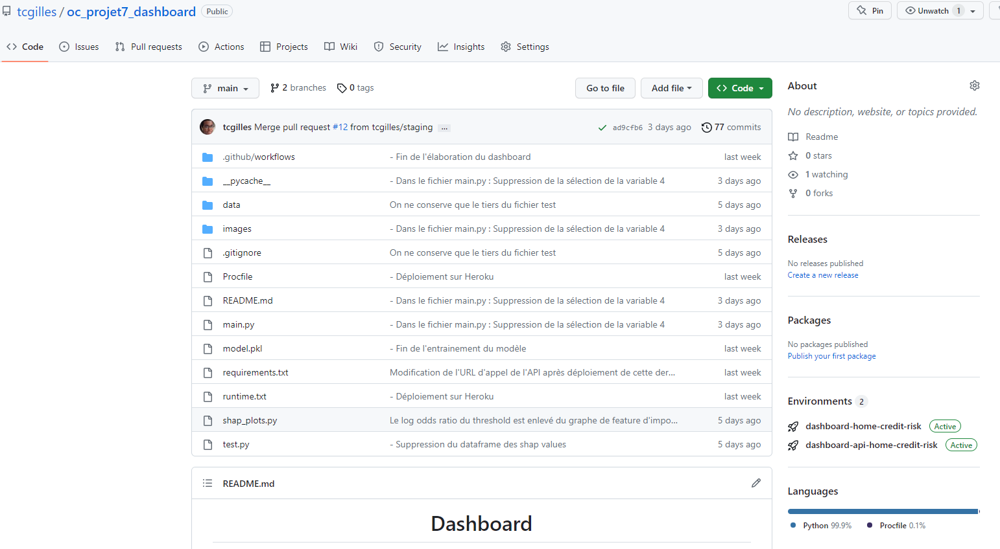 tcgilles / oc_projet7_dashboard Public
Pin
Unwatch 1
Code Issues Pull requests Actions Projects Wiki Security Insights Settings
main 2 branches 0 tags Go to file Add file Code
tcgilles Merge pull request #12 from tcgilles/staging ... ad9cfb6 3 days ago 77 commits
.github/workflows - Fin de l'élaboration du dashboard last week
__pycache__ - Dans le fichier main.py : Suppression de la sélection de la variable 4 3 days ago
data On ne conserve que le tiers du fichier test 5 days ago
images - Dans le fichier main.py : Suppression de la sélection de la variable 4 3 days ago
.gitignore On ne conserve que le tiers du fichier test 5 days ago
Procfile - Déploiement sur Heroku last week
README.md - Dans le fichier main.py : Suppression de la sélection de la variable 4 3 days ago
main.py - Dans le fichier main.py : Suppression de la sélection de la variable 4 3 days ago
model.pkl - Fin de l'entrainement du modèle last week
requirements.txt Modification de l'URL d'appel de l'API après déploiement de cette der... last week
runtime.txt - Déploiement sur Heroku last week
shap_plots.py Le log odds ratio du threshold est enlevé du graphe de feature d'impo... 5 days ago
test.py - Suppression du dataframe des shap values 5 days ago
README.md
Dashboard
About
No description, website, or topics provided.
Readme
0 stars
1 watching
0 forks
Releases
No releases published
Create a new release
Packages
No packages published
Publish your first package
Environments 2
dashboard-home-credit-risk Active
dashboard-api-home-credit-risk Active
Languages
Python 99.9% Procfile 0.1%